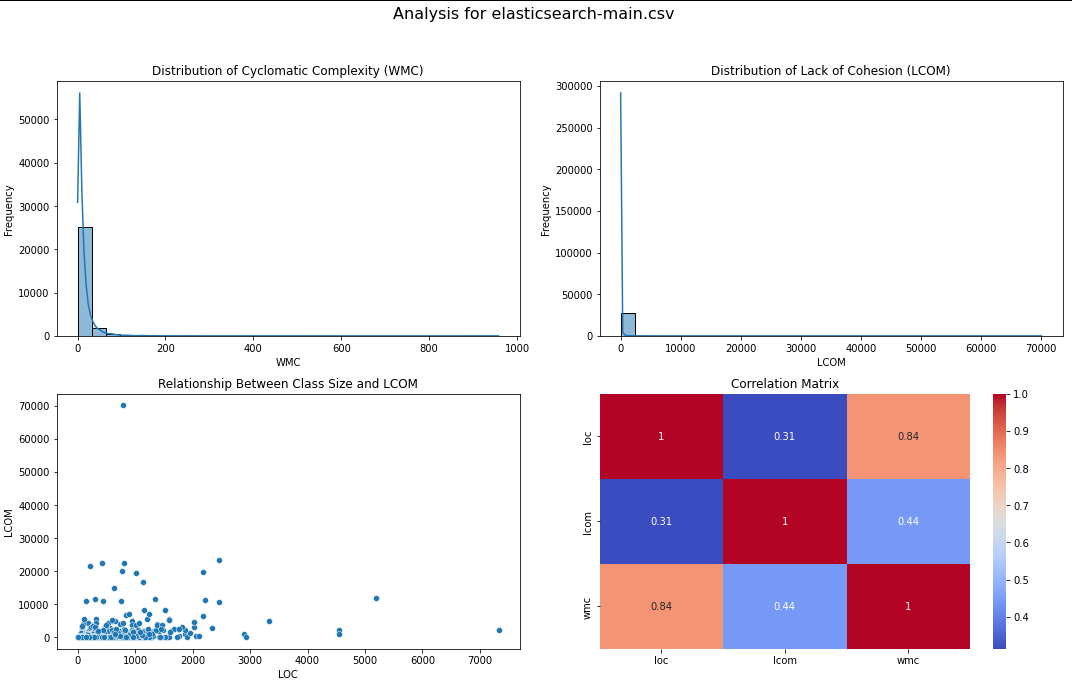 Analysis for elasticsearch-main.csv
Distribution of Cyclomatic Complexity (WMC)
Frequency
50000
40000
30000
20000
10000
0
0 200 400 600 800 1000
WMC
Distribution of Lack of Cohesion (LCOM)
Frequency
300000
250000
200000
150000
100000
50000
0
0 10000 20000 30000 40000 50000 60000 70000
LCOM
Relationship Between Class Size and LCOM
LCOM
70000
60000
50000
40000
30000
20000
10000
0
0 1000 2000 3000 4000 5000 6000 7000
LOC
Correlation Matrix
loc 1 0.31 0.84
lcom 0.31 1 0.44
wmc 0.84 0.44 1
loc lcom wmc
1.0
0.9
0.8
0.7
0.6
0.5
0.4